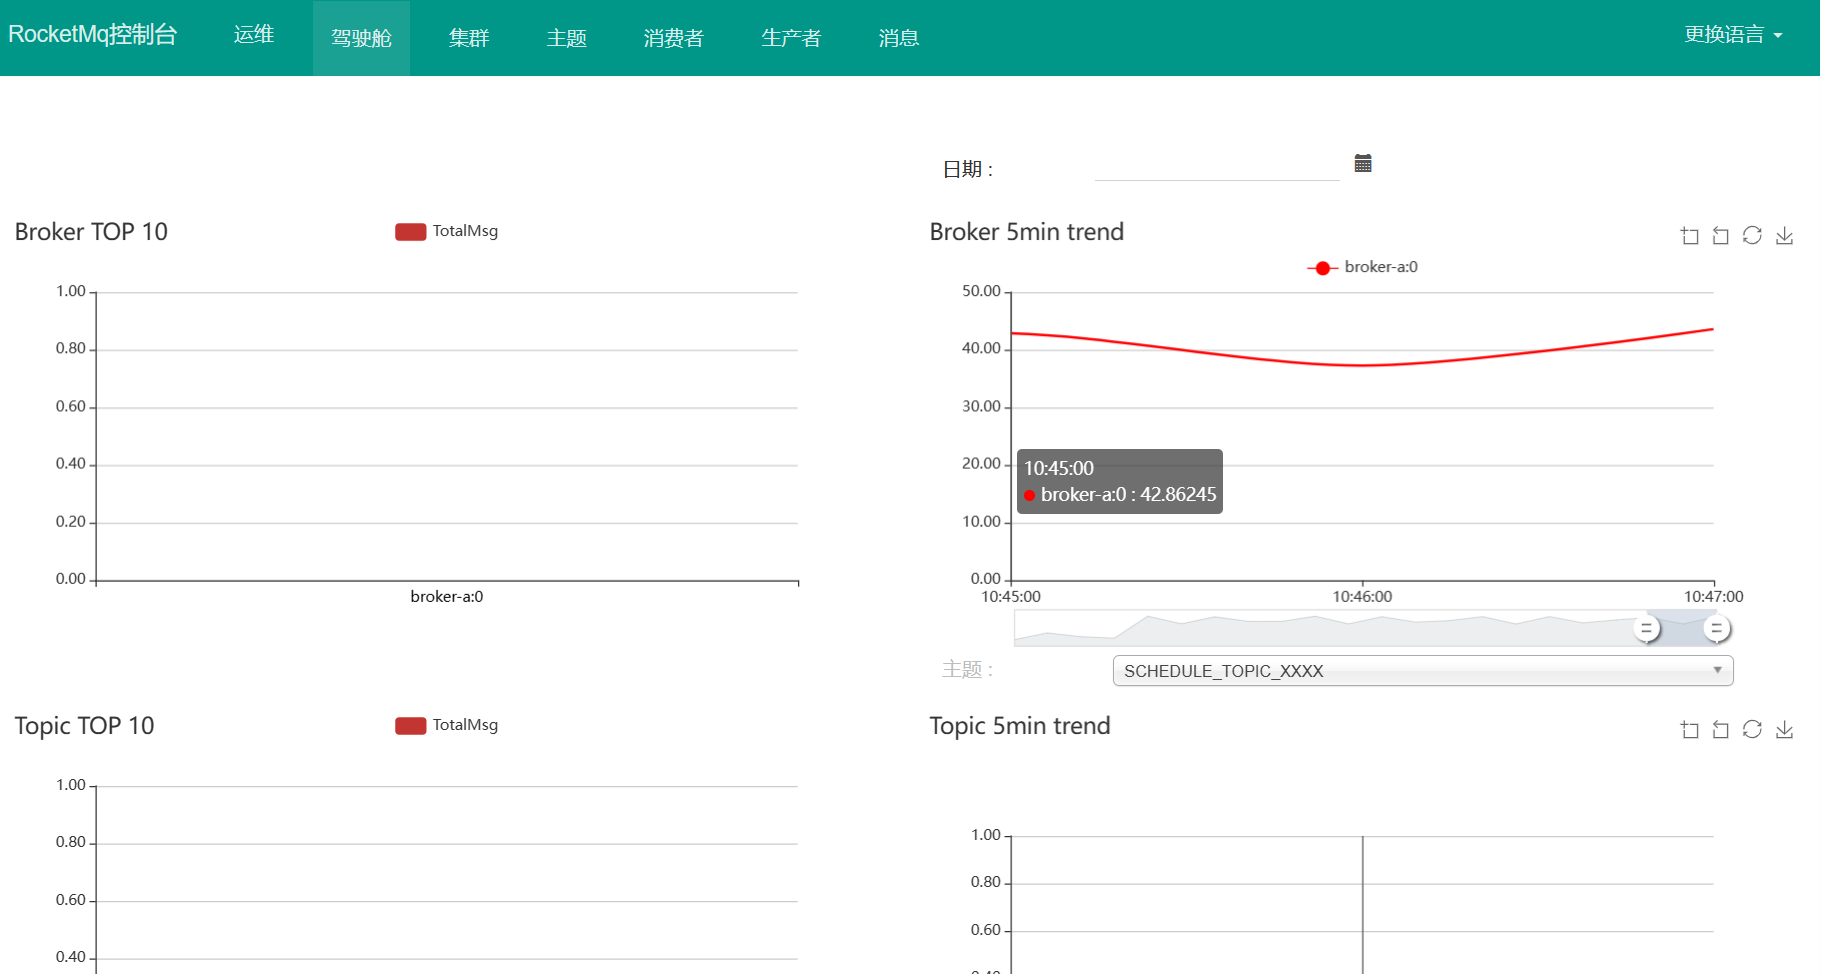 RocketMq控制台 运维 驾驶舱 集群 主题 消费者 生产者 消息 更换语言
日期 :
Broker TOP 10
TotalMsg
1.00
0.80
0.60
0.40
0.20
0.00
broker-a:0
Broker 5min trend
broker-a:0
50.00
40.00
30.00
20.00
10.00
0.00
10:45:00
broker-a:0 : 42.86245
10:45:00 10:46:00 10:47:00
主题 :
SCHEDULE_TOPIC_XXXX
Topic TOP 10
TotalMsg
1.00
0.80
0.60
0.40
Topic 5min trend
1.00
0.80
0.60
0.40